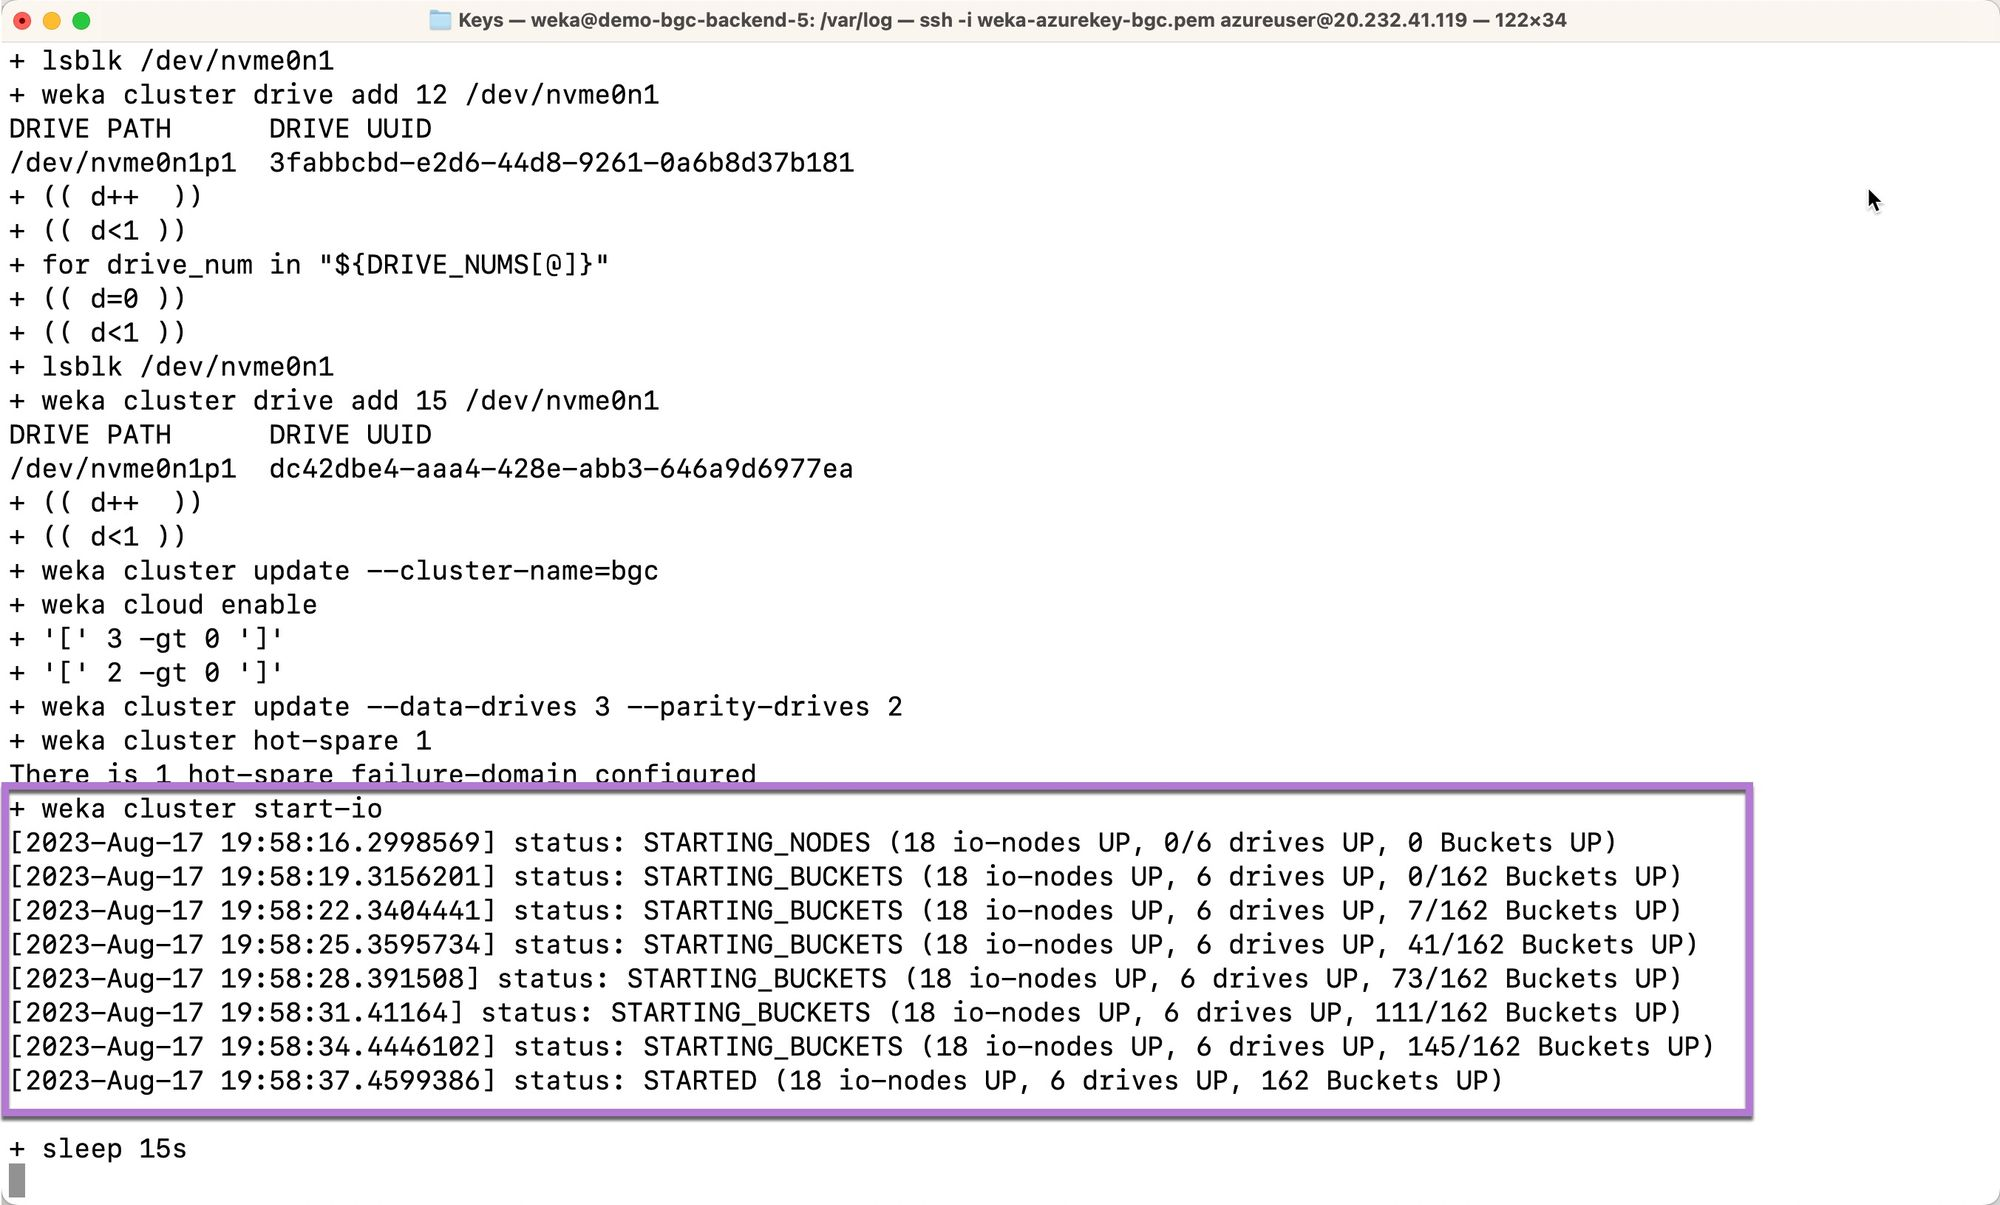 Keys — weka@demo-bgc-backend-5: /var/log — ssh -i weka-azurekey-bgc.pem azureuser@20.232.41.119 — 122×34
+ lsblk /dev/nvme0n1
+ weka cluster drive add 12 /dev/nvme0n1
DRIVE PATH      DRIVE UUID
/dev/nvme0n1p1  3fabbcbd-e2d6-44d8-9261-0a6b8d37b181
+ (( d++  ))
+ (( d<1 ))
+ for drive_num in "${DRIVE_NUMS[@]}"
+ (( d=0 ))
+ (( d<1 ))
+ lsblk /dev/nvme0n1
+ weka cluster drive add 15 /dev/nvme0n1
DRIVE PATH      DRIVE UUID
/dev/nvme0n1p1  dc42dbe4-aaa4-428e-abb3-646a9d6977ea
+ (( d++  ))
+ (( d<1 ))
+ weka cluster update --cluster-name=bgc
+ weka cloud enable
+ '[' 3 -gt 0 ']'
+ '[' 2 -gt 0 ']'
+ weka cluster update --data-drives 3 --parity-drives 2
+ weka cluster hot-spare 1
There is 1 hot-spare failure-domain configured
+ weka cluster start-io
[2023-Aug-17 19:58:16.2998569] status: STARTING_NODES (18 io-nodes UP, 0/6 drives UP, 0 Buckets UP)
[2023-Aug-17 19:58:19.3156201] status: STARTING_BUCKETS (18 io-nodes UP, 6 drives UP, 0/162 Buckets UP)
[2023-Aug-17 19:58:22.3404441] status: STARTING_BUCKETS (18 io-nodes UP, 6 drives UP, 7/162 Buckets UP)
[2023-Aug-17 19:58:25.3595734] status: STARTING_BUCKETS (18 io-nodes UP, 6 drives UP, 41/162 Buckets UP)
[2023-Aug-17 19:58:28.391508] status: STARTING_BUCKETS (18 io-nodes UP, 6 drives UP, 73/162 Buckets UP)
[2023-Aug-17 19:58:31.41164] status: STARTING_BUCKETS (18 io-nodes UP, 6 drives UP, 111/162 Buckets UP)
[2023-Aug-17 19:58:34.4446102] status: STARTING_BUCKETS (18 io-nodes UP, 6 drives UP, 145/162 Buckets UP)
[2023-Aug-17 19:58:37.4599386] status: STARTED (18 io-nodes UP, 6 drives UP, 162 Buckets UP)
+ sleep 15s